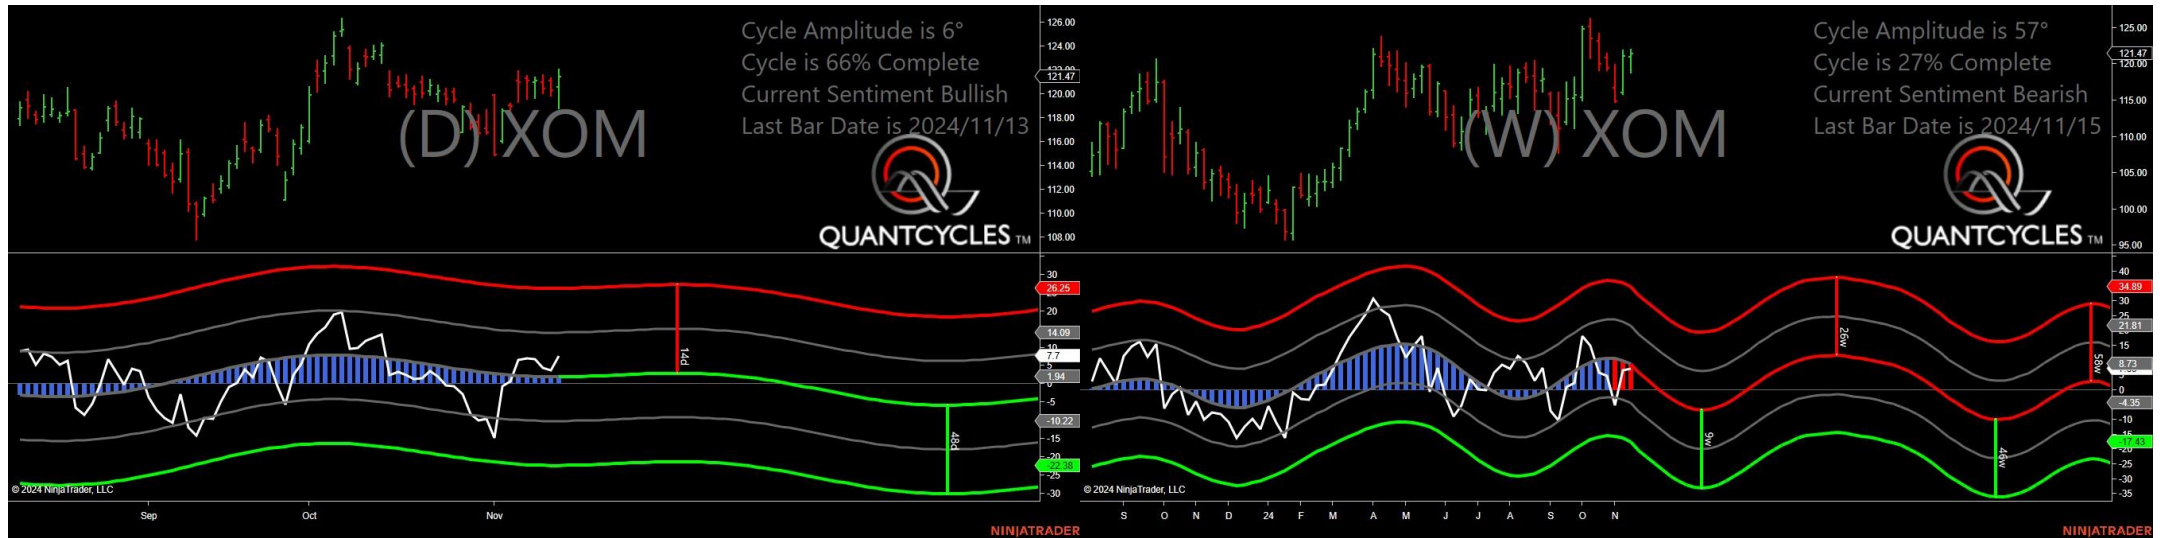 Cycle Amplitude is 6°
Cycle is 66% Complete
Current Sentiment Bullish
Last Bar Date is 2024/11/13
(D) XOM
QUANTCYCLES TM
126.00
124.00
121.47
120.00
118.00
116.00
114.00
112.00
110.00
108.00
30
26.25
20
14.09
10
7.7
5
1.94
-5
-10.22
-15
-22.38
-25
-30
14d
48d
© 2024 NinjaTrader, LLC
Sep
Oct
Nov
NINJATRADER
Cycle Amplitude is 57°
Cycle is 27% Complete
Current Sentiment Bearish
Last Bar Date is 2024/11/15
(W) XOM
QUANTCYCLES TM
125.00
121.47
120.00
115.00
110.00
105.00
100.00
95.00
40
34.89
30
25
21.81
15
8.73
0
-4.35
-10
-17.43
-20
-25
-30
-35
26w
58w
9w
46w
© 2024 NinjaTrader, LLC
S
O
N
D
24
F
M
A
M
J
J
A
S
O
N
NINJATRADER